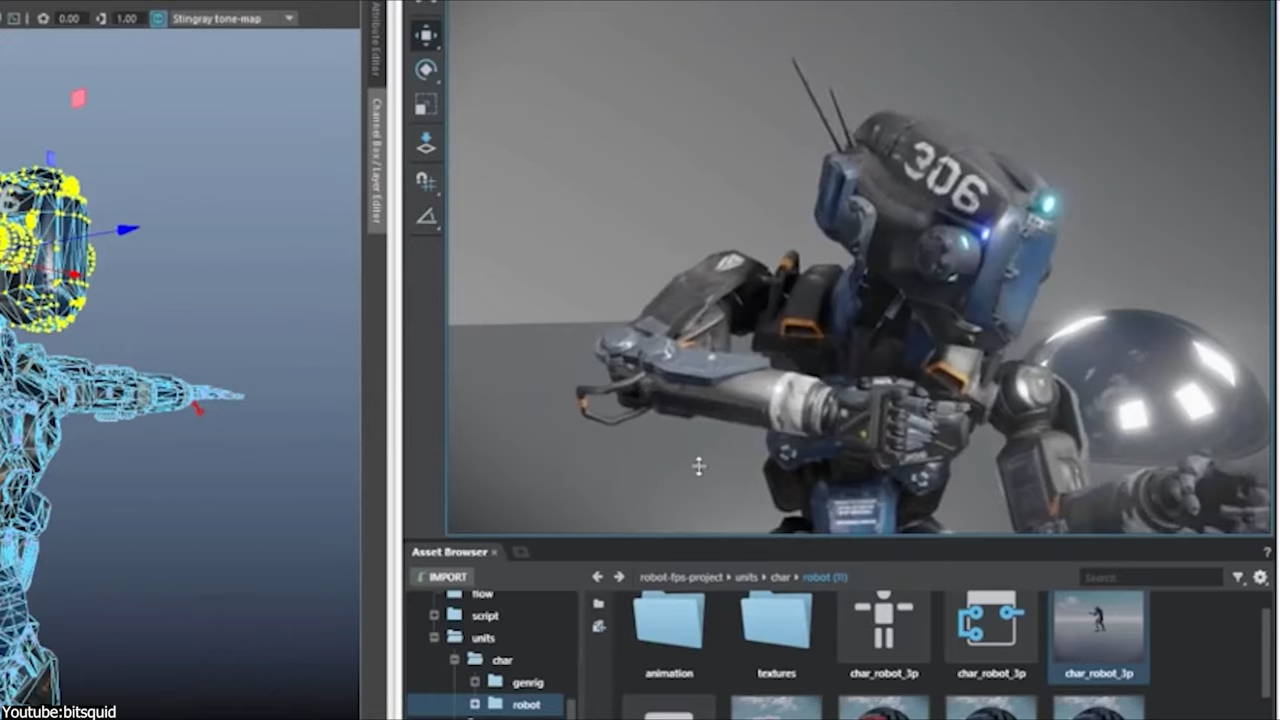 0.00
1.00
Stingray tone-map
Attribute Editor
Channel Box / Layer Editor
306
Asset Browser ×
?
IMPORT
robot-fps-project
units
char
robot (11)
Search
flow
script
units
char
genrig
robot
animation
textures
char_robot_3p
char_robot_3p
char_robot_3p
Youtube:bitsquid